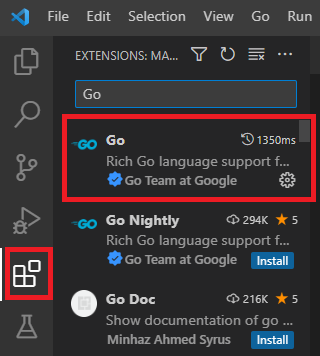 File Edit Selection View Go Run
EXTENSIONS: MA...
Go
GO Go 1350ms
Rich Go language support f...
Go Team at Google
GO Go Nightly 294K 5
Rich Go language support f...
Go Team at Google Install
Go Doc 216K 5
Show documentation of go ...
Minhaz Ahmed Syrus Install